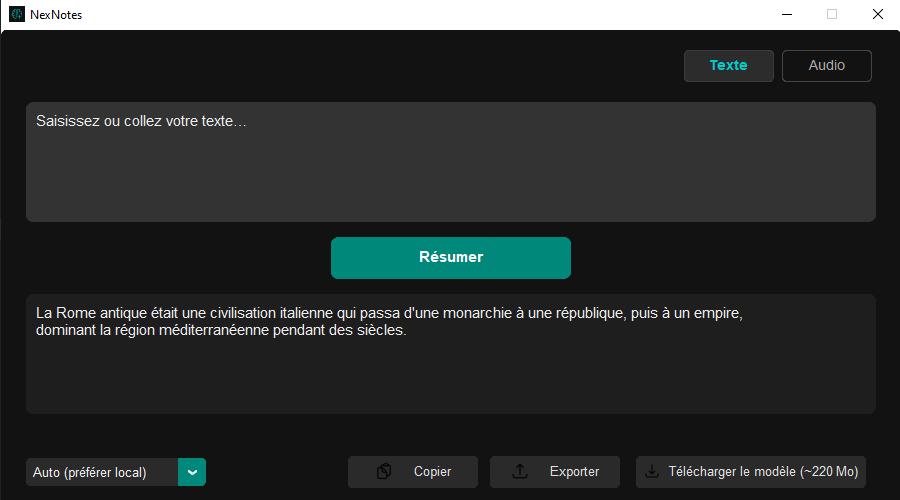 NexNotes
Texte
Audio
Saisissez ou collez votre texte…
Résumer
La Rome antique était une civilisation italienne qui passa d'une monarchie à une république, puis à un empire,
dominant la région méditerranéenne pendant des siècles.
Auto (préférer local)
Copier
Exporter
Télécharger le modèle (~220 Mo)